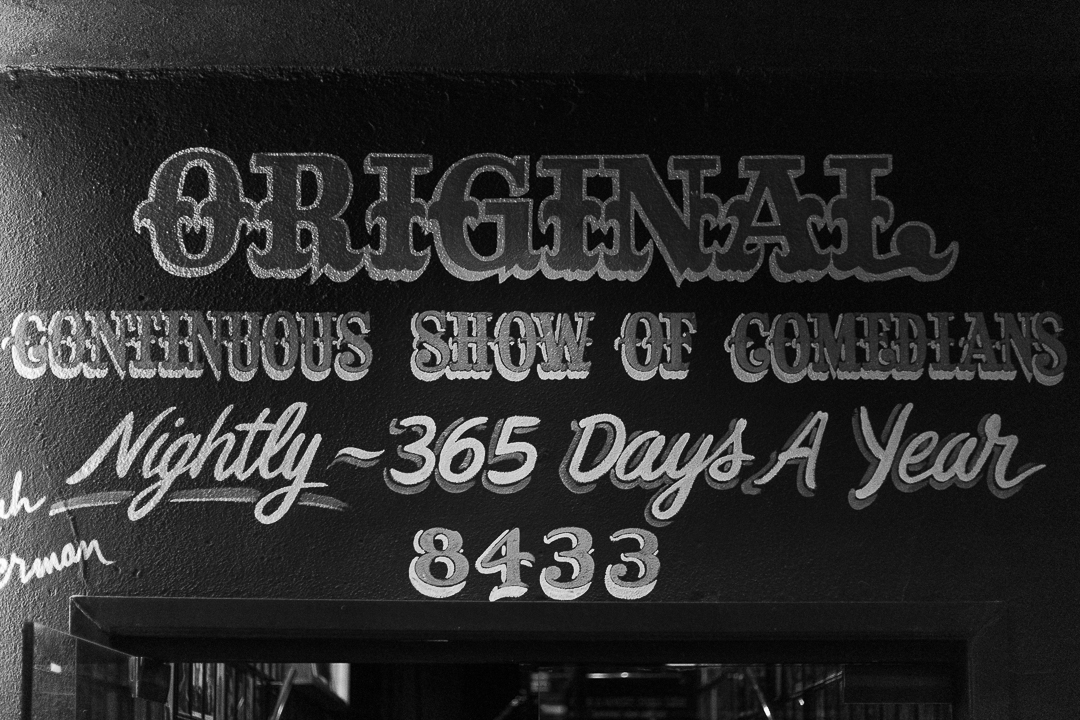 ORIGINAL
CONTINUOUS SHOW OF COMEDIANS
Nightly ~ 365 Days A Year
8433